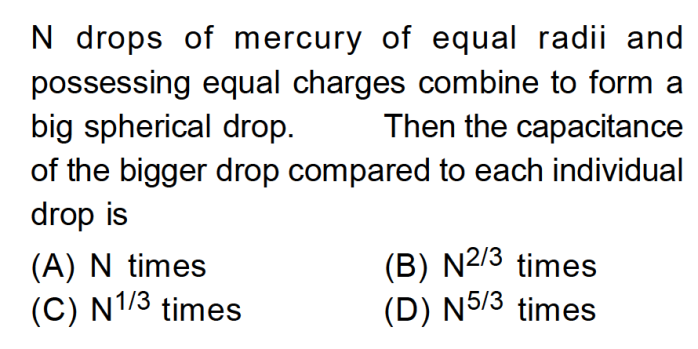 N drops of mercury of equal radii and
possessing equal charges combine to form a
big spherical drop. Then the capacitance
of the bigger drop compared to each individual
drop is
(A) N times (B) N^{2/3} times
(C) N^{1/3} times (D) N^{5/3} times